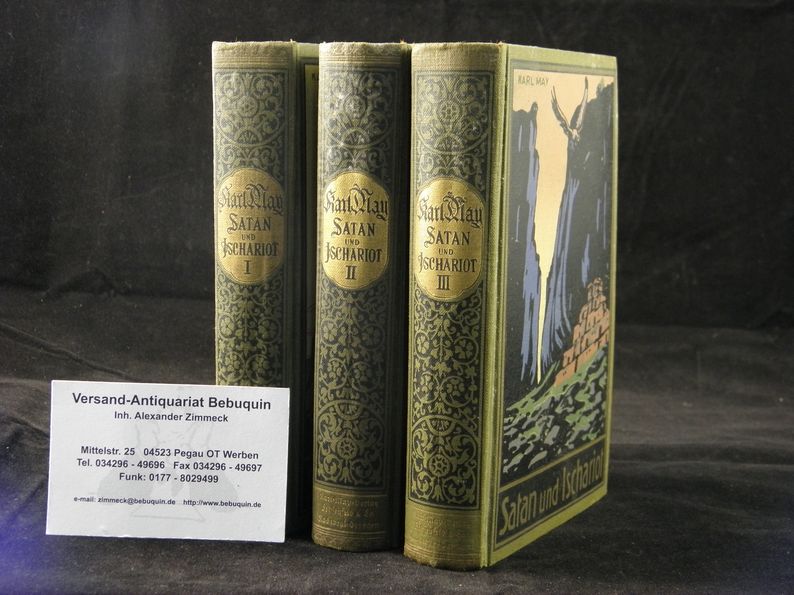 Karl May
SATAN
UND
ISCHARIOT
I
Karl May
SATAN
UND
ISCHARIOT
II
Karl May
SATAN
UND
ISCHARIOT
III
KARL MAY
Satan und Ischariot
Versand-Antiquariat Bebuquin
Inh. Alexander Zimmeck
Mittelstr. 25 04523 Pegau OT Werben
Tel. 034296 - 49696 Fax 034296 - 49697
Funk: 0177 - 8029499
e-mail: zimmeck@bebuquin.de http://www.bebuquin.de